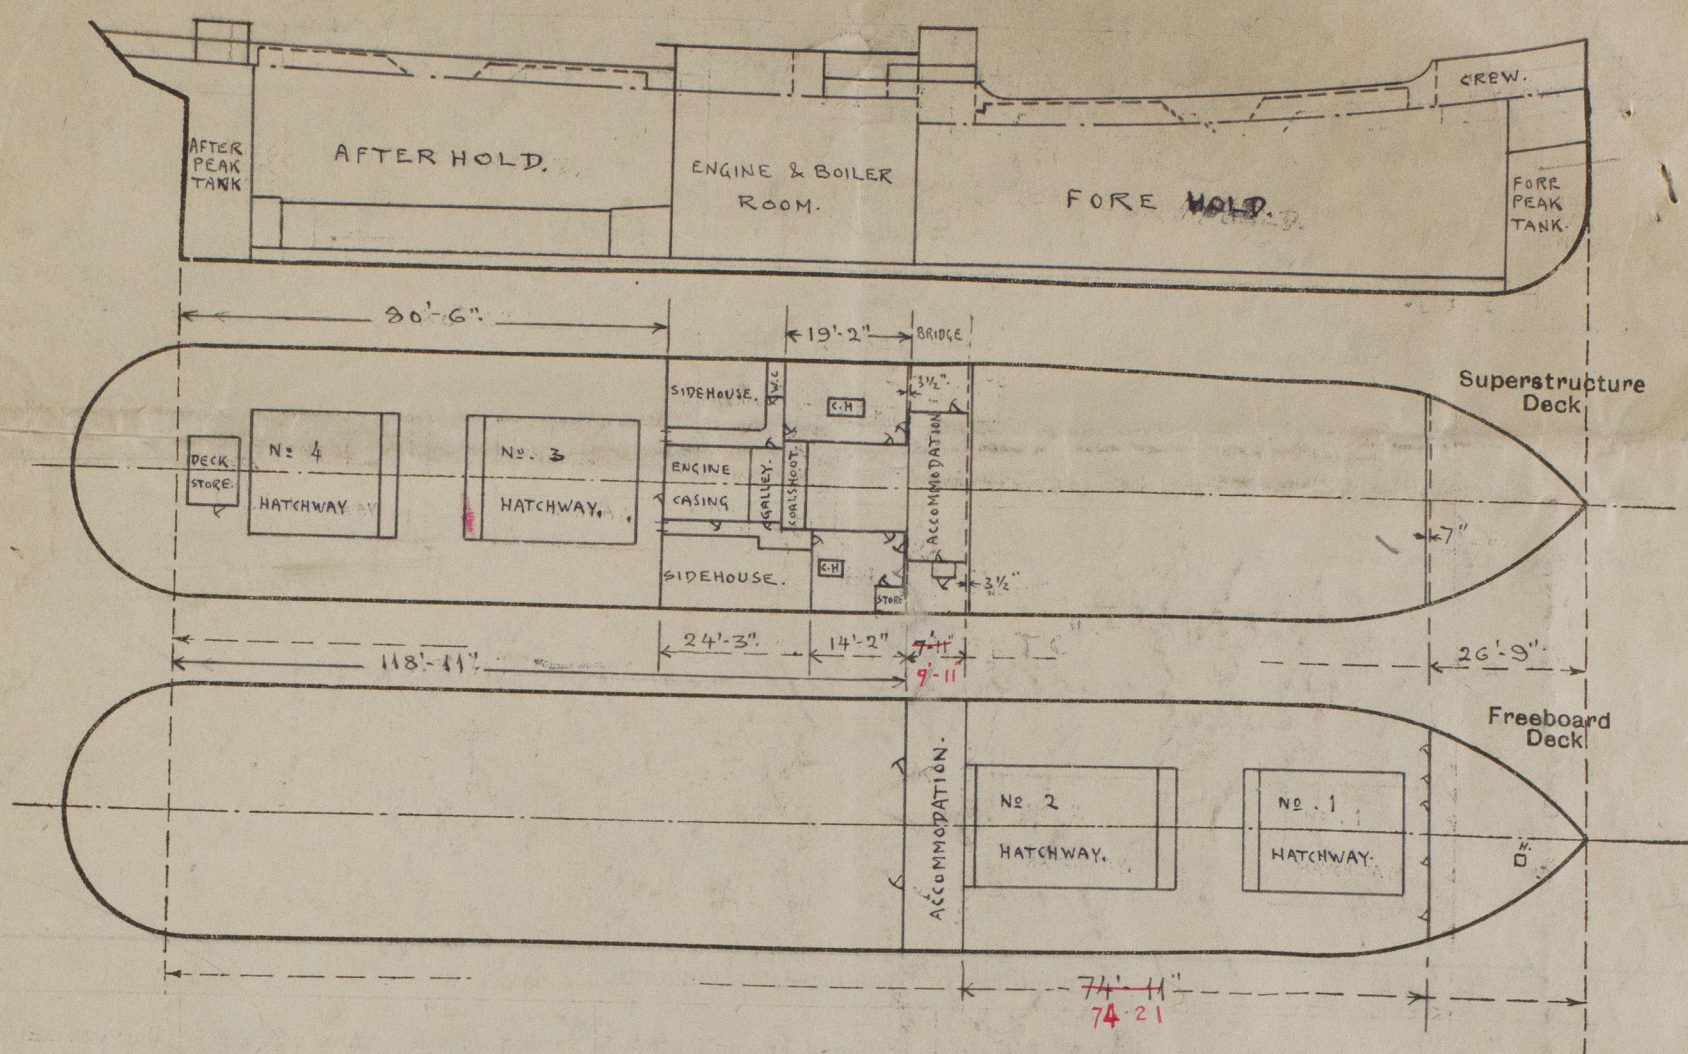 CREW.
AFTER
PEAK
TANK
AFTER HOLD.
ENGINE & BOILER
ROOM.
FORE HOLD.
FORE
PEAK
TANK.
80'-6".
19'-2"
BRIDGE
Superstructure
Deck
SIDEHOUSE.
W.C
C.H
3½".
DECK
STORE.
No 4
HATCHWAY
No. 3
HATCHWAY.
ENGINE
CASING
GALLEY.
COALSHOOT.
ACCOMMODATION
7"
SIDEHOUSE.
C.H
STORE
3½"
24'-3".
14'-2"
7'-11"
9'-11"
26'-9".
118'-11".
Freeboard
Deck
ACCOMMODATION.
No 2
HATCHWAY.
No. 1
HATCHWAY.
H.
74'-11"
74 · 21